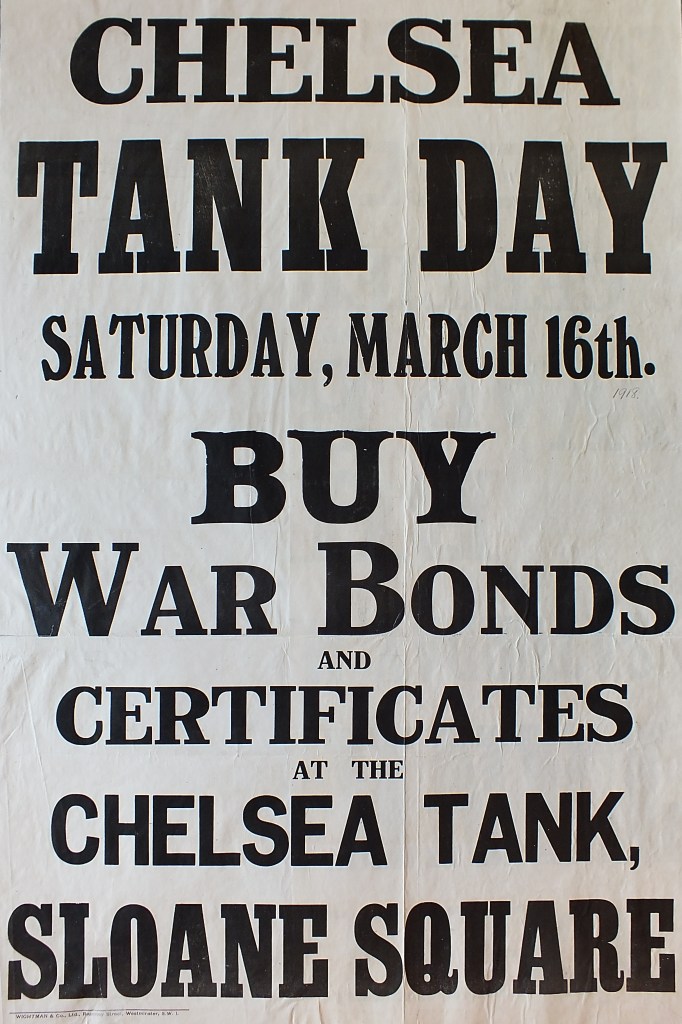 CHELSEA
TANK DAY
SATURDAY, MARCH 16th.
1918.
BUY
WAR BONDS
AND
CERTIFICATES
AT THE
CHELSEA TANK,
SLOANE SQUARE
WIGHTMAN & Co., Ltd., Street, Westminster, S.W. 1.